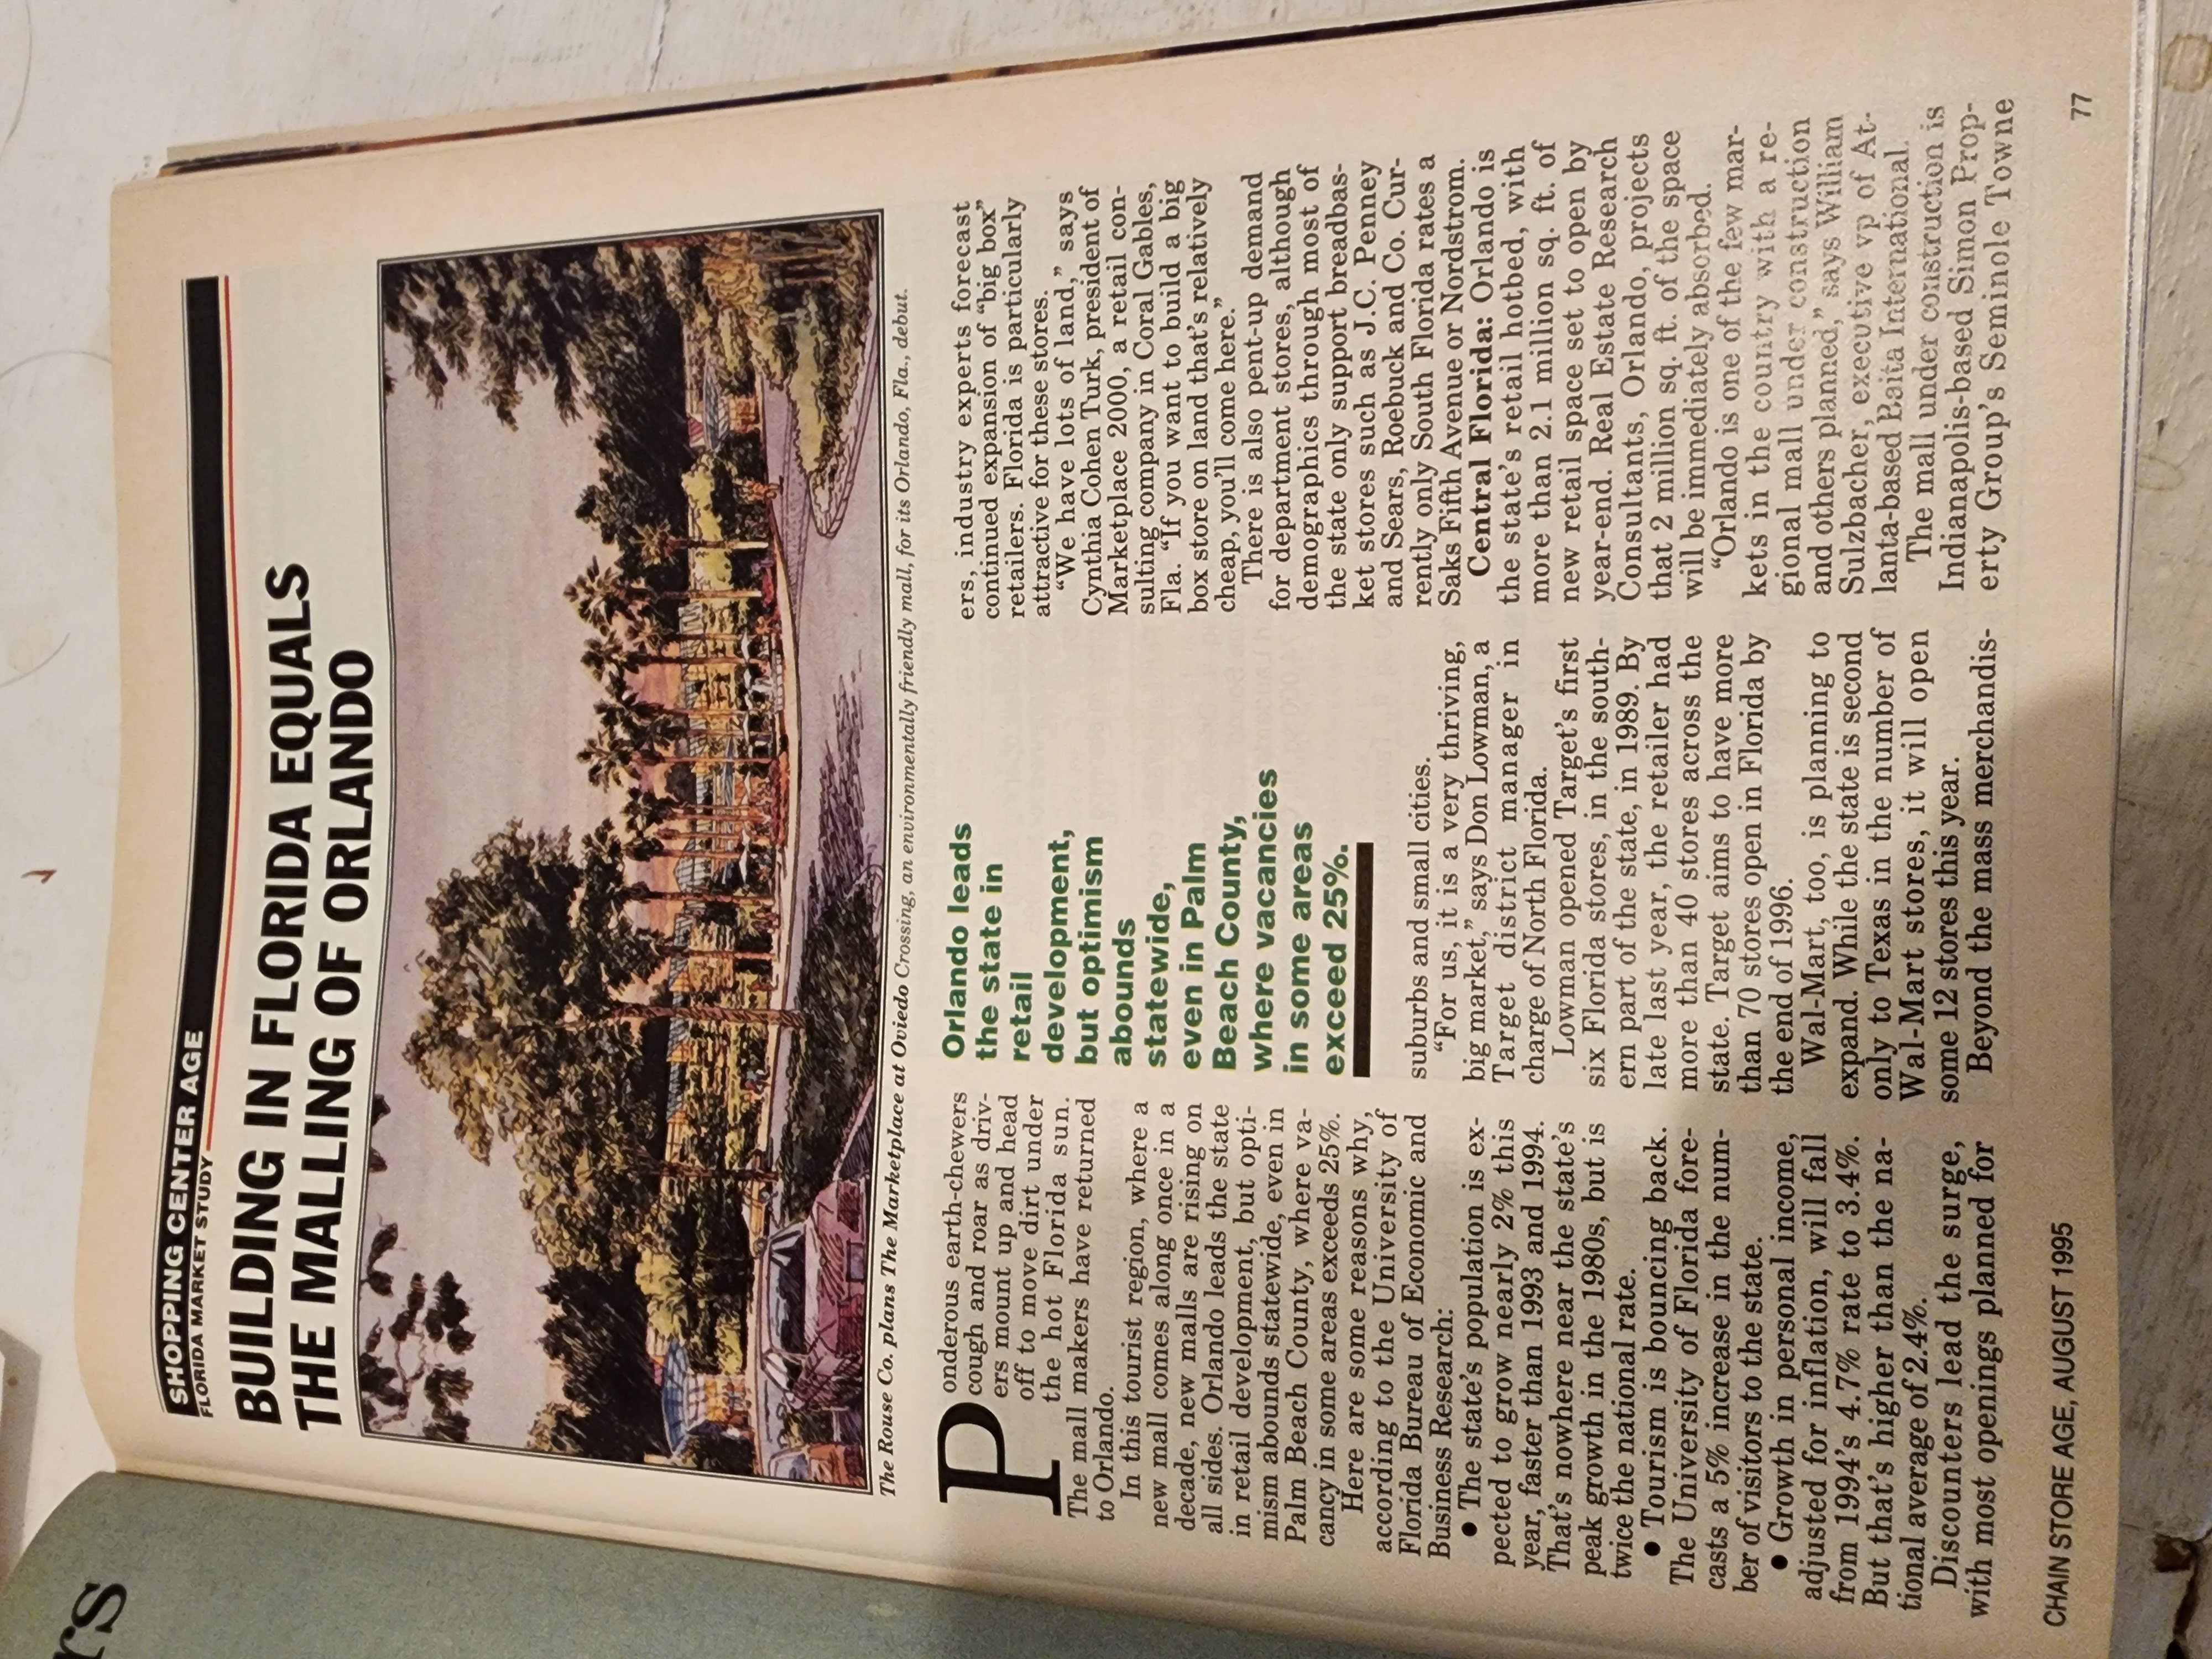 rs
SHOPPING CENTER AGE
FLORIDA MARKET STUDY
BUILDING IN FLORIDA EQUALS
THE MALLING OF ORLANDO
The Rouse Co. plans The Marketplace at Oviedo Crossing, an environmentally friendly mall, for its Orlando, Fla., debut.
Ponderous earth-chewers
cough and roar as driv-
ers mount up and head
off to move dirt under
the hot Florida sun.
The mall makers have returned
to Orlando.
In this tourist region, where a
new mall comes along once in a
decade, new malls are rising on
all sides. Orlando leads the state
in retail development, but opti-
mism abounds statewide, even in
Palm Beach County, where va-
cancy in some areas exceeds 25%.
Here are some reasons why,
according to the University of
Florida Bureau of Economic and
Business Research:
• The state's population is ex-
pected to grow nearly 2% this
year, faster than 1993 and 1994.
That's nowhere near the state's
peak growth in the 1980s, but is
twice the national rate.
• Tourism is bouncing back.
The University of Florida fore-
casts a 5% increase in the num-
ber of visitors to the state.
• Growth in personal income,
adjusted for inflation, will fall
from 1994's 4.7% rate to 3.4%.
But that's higher than the na-
tional average of 2.4%.
Discounters lead the surge,
with most openings planned for
Orlando leads
the state in
retail
development,
but optimism
abounds
statewide,
even in Palm
Beach County,
where vacancies
in some areas
exceed 25%.
suburbs and small cities.
"For us, it is a very thriving,
big market," says Don Lowman, a
Target district manager in
charge of North Florida.
Lowman opened Target's first
six Florida stores, in the south-
ern part of the state, in 1989. By
late last year, the retailer had
more than 40 stores across the
state. Target aims to have more
than 70 stores open in Florida by
the end of 1996.
Wal-Mart, too, is planning to
expand. While the state is second
only to Texas in the number of
Wal-Mart stores, it will open
some 12 stores this year.
Beyond the mass merchandis-
ers, industry experts forecast
continued expansion of "big box"
retailers. Florida is particularly
attractive for these stores.
"We have lots of land," says
Cynthia Cohen Turk, president of
Marketplace 2000, a retail con-
sulting company in Coral Gables,
Fla. "If you want to build a big
box store on land that's relatively
cheap, you'll come here."
There is also pent-up demand
for department stores, although
demographics through most of
the state only support breadbas-
ket stores such as J.C. Penney
and Sears, Roebuck and Co. Cur-
rently only South Florida rates a
Saks Fifth Avenue or Nordstrom.
Central Florida: Orlando is
the state's retail hotbed, with
more than 2.1 million sq. ft. of
new retail space set to open by
year-end. Real Estate Research
Consultants, Orlando, projects
that 2 million sq. ft. of the space
will be immediately absorbed.
"Orlando is one of the few mar-
kets in the country with a re-
gional mall under construction
and others planned," says William
Sulzbacher, executive vp of At-
lanta-based Baita International.
The mall under construction is
Indianapolis-based Simon Prop-
erty Group's Seminole Towne
CHAIN STORE AGE, AUGUST 1995
77